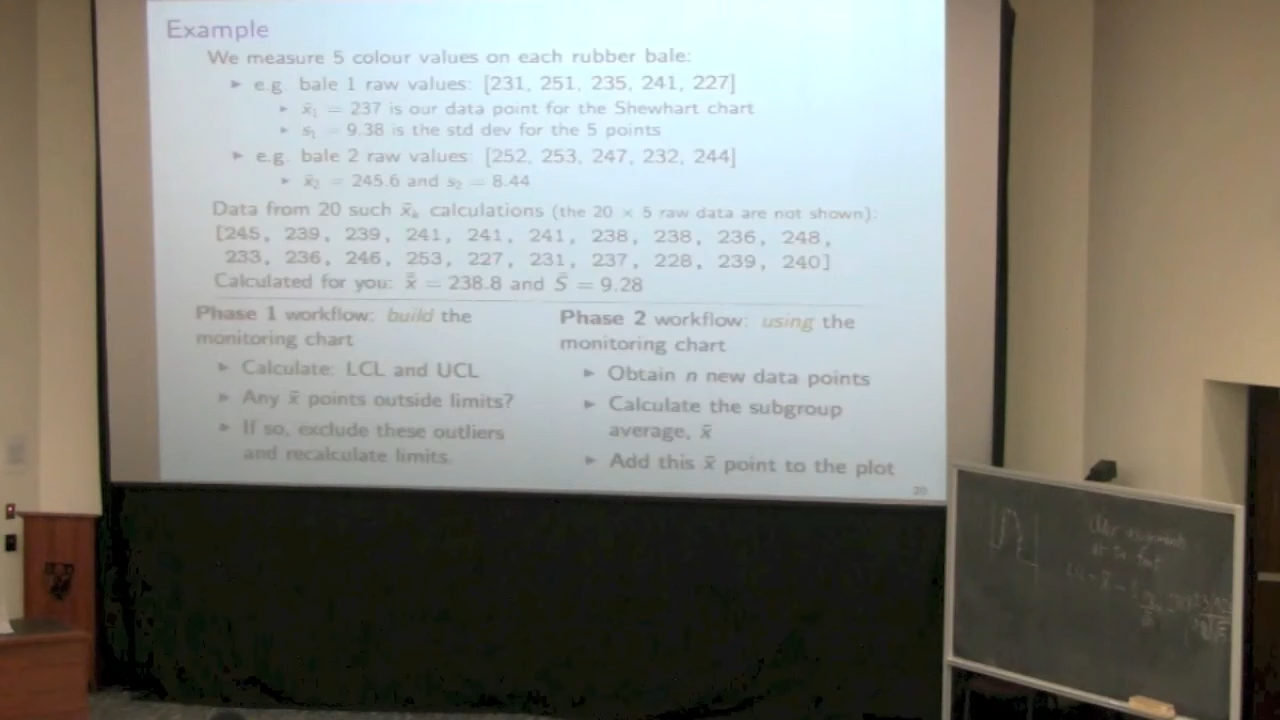 Example
We measure 5 colour values on each rubber bale:
► e.g. bale 1 raw values: [231, 251, 235, 241, 227]
► x̄₁ = 237 is our data point for the Shewhart chart
► s₁ = 9.38 is the std dev for the 5 points
► e.g. bale 2 raw values: [252, 253, 247, 232, 244]
► x̄₂ = 245.6 and s₂ = 8.44
Data from 20 such x̄ₖ calculations (the 20 × 5 raw data are not shown):
[245, 239, 239, 241, 241, 241, 238, 238, 236, 248,
233, 236, 246, 253, 227, 231, 237, 228, 239, 240]
Calculated for you: x̿ = 238.8 and S̄ = 9.28
Phase 1 workflow: build the
monitoring chart
► Calculate: LCL and UCL
► Any x̄ points outside limits?
► If so, exclude these outliers
and recalculate limits.
Phase 2 workflow: using the
monitoring chart
► Obtain n new data points
► Calculate the subgroup
average, x̄
► Add this x̄ point to the plot
20